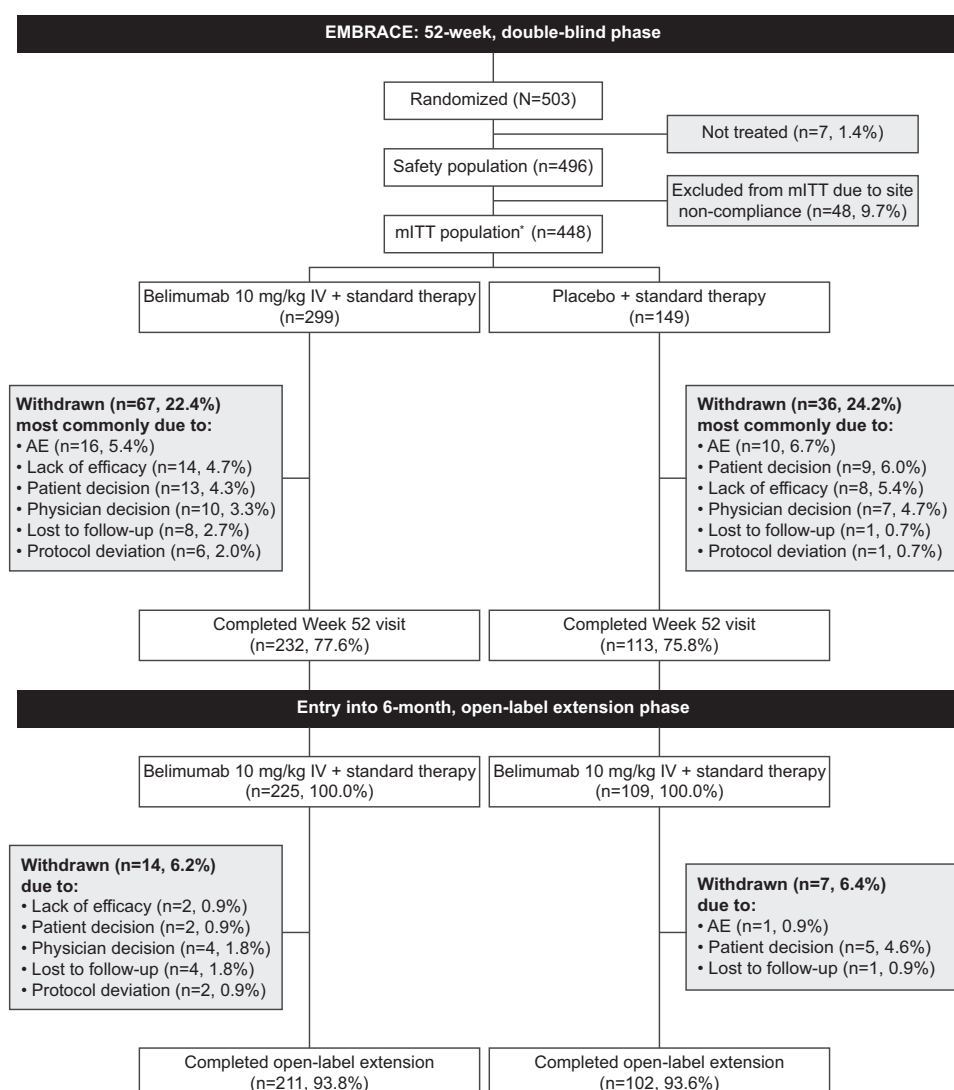 EMBRACE: 52-week, double-blind phase
Randomized (N=503)
Not treated (n=7, 1.4%)
Safety population (n=496)
Excluded from mITT due to site
non-compliance (n=48, 9.7%)
mITT population* (n=448)
Belimumab 10 mg/kg IV + standard therapy
(n=299)
Placebo + standard therapy
(n=149)
Withdrawn (n=67, 22.4%)
most commonly due to:
• AE (n=16, 5.4%)
• Lack of efficacy (n=14, 4.7%)
• Patient decision (n=13, 4.3%)
• Physician decision (n=10, 3.3%)
• Lost to follow-up (n=8, 2.7%)
• Protocol deviation (n=6, 2.0%)
Withdrawn (n=36, 24.2%)
most commonly due to:
• AE (n=10, 6.7%)
• Patient decision (n=9, 6.0%)
• Lack of efficacy (n=8, 5.4%)
• Physician decision (n=7, 4.7%)
• Lost to follow-up (n=1, 0.7%)
• Protocol deviation (n=1, 0.7%)
Completed Week 52 visit
(n=232, 77.6%)
Completed Week 52 visit
(n=113, 75.8%)
Entry into 6-month, open-label extension phase
Belimumab 10 mg/kg IV + standard therapy
(n=225, 100.0%)
Belimumab 10 mg/kg IV + standard therapy
(n=109, 100.0%)
Withdrawn (n=14, 6.2%)
due to:
• Lack of efficacy (n=2, 0.9%)
• Patient decision (n=2, 0.9%)
• Physician decision (n=4, 1.8%)
• Lost to follow-up (n=4, 1.8%)
• Protocol deviation (n=2, 0.9%)
Withdrawn (n=7, 6.4%)
due to:
• AE (n=1, 0.9%)
• Patient decision (n=5, 4.6%)
• Lost to follow-up (n=1, 0.9%)
Completed open-label extension
(n=211, 93.8%)
Completed open-label extension
(n=102, 93.6%)